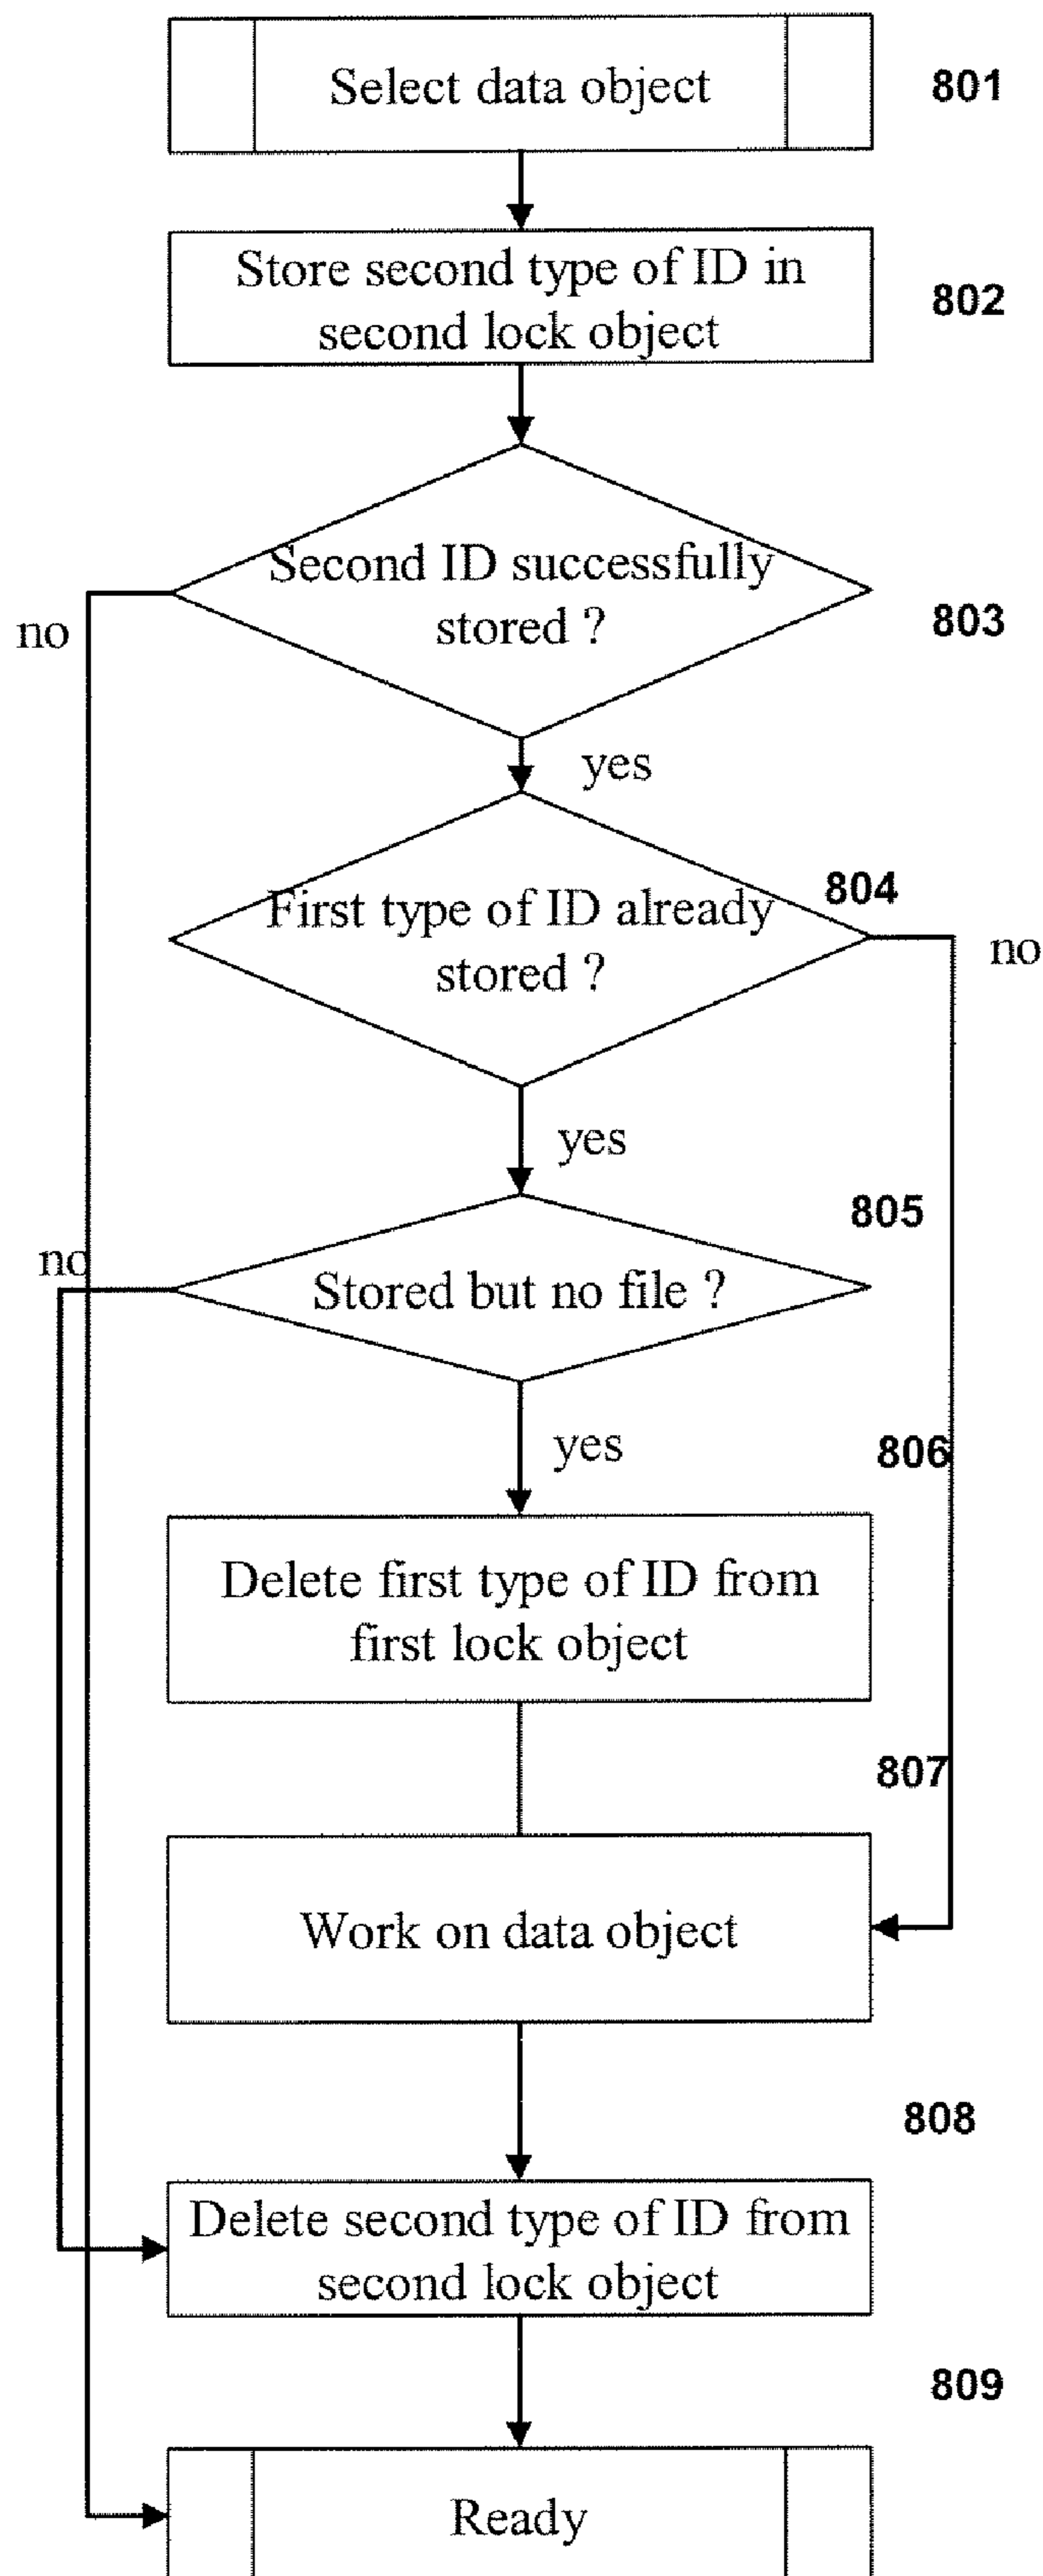 Select data object
801
Store second type of ID in
second lock object
802
Second ID successfully
stored ?
803
no
yes
First type of ID already
stored ?
804
no
yes
805
Stored but no file ?
no
yes
806
Delete first type of ID from
first lock object
807
Work on data object
808
Delete second type of ID from
second lock object
809
Ready